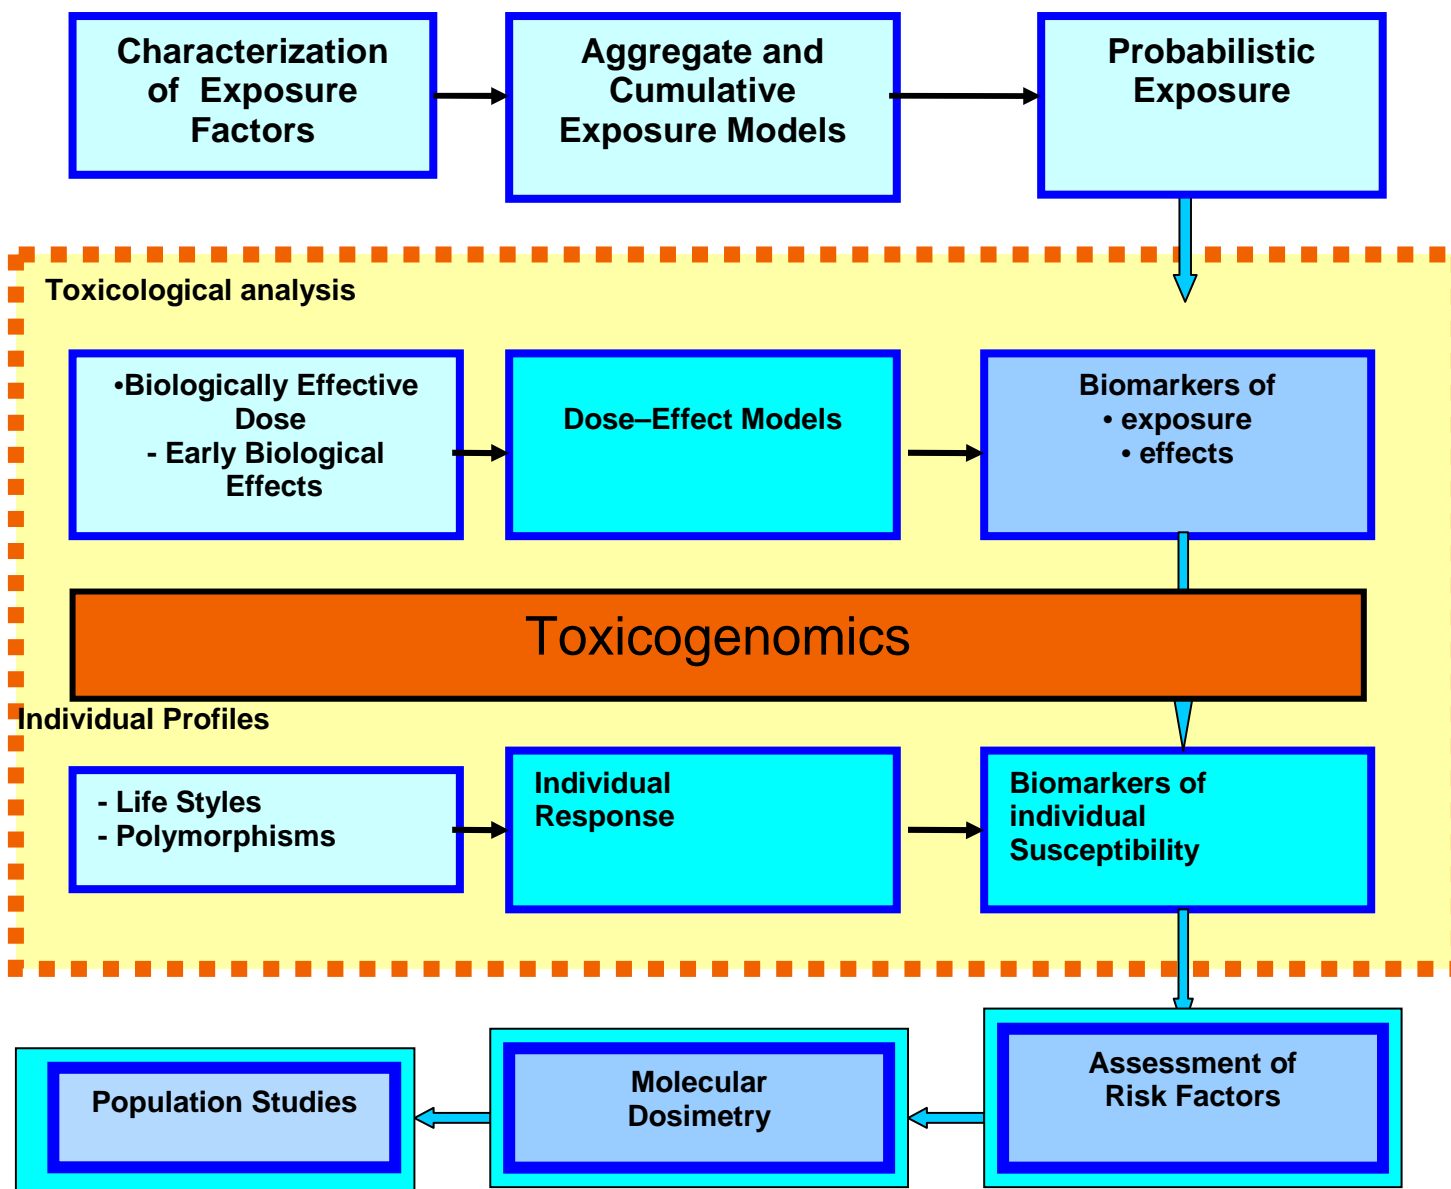 Characterization
of Exposure
Factors
Aggregate and
Cumulative
Exposure Models
Probabilistic
Exposure
Toxicological analysis
•Biologically Effective
Dose
- Early Biological
Effects
Dose–Effect Models
Biomarkers of
• exposure
• effects
Toxicogenomics
Individual Profiles
- Life Styles
- Polymorphisms
Individual
Response
Biomarkers of
individual
Susceptibility
Population Studies
Molecular
Dosimetry
Assessment of
Risk Factors